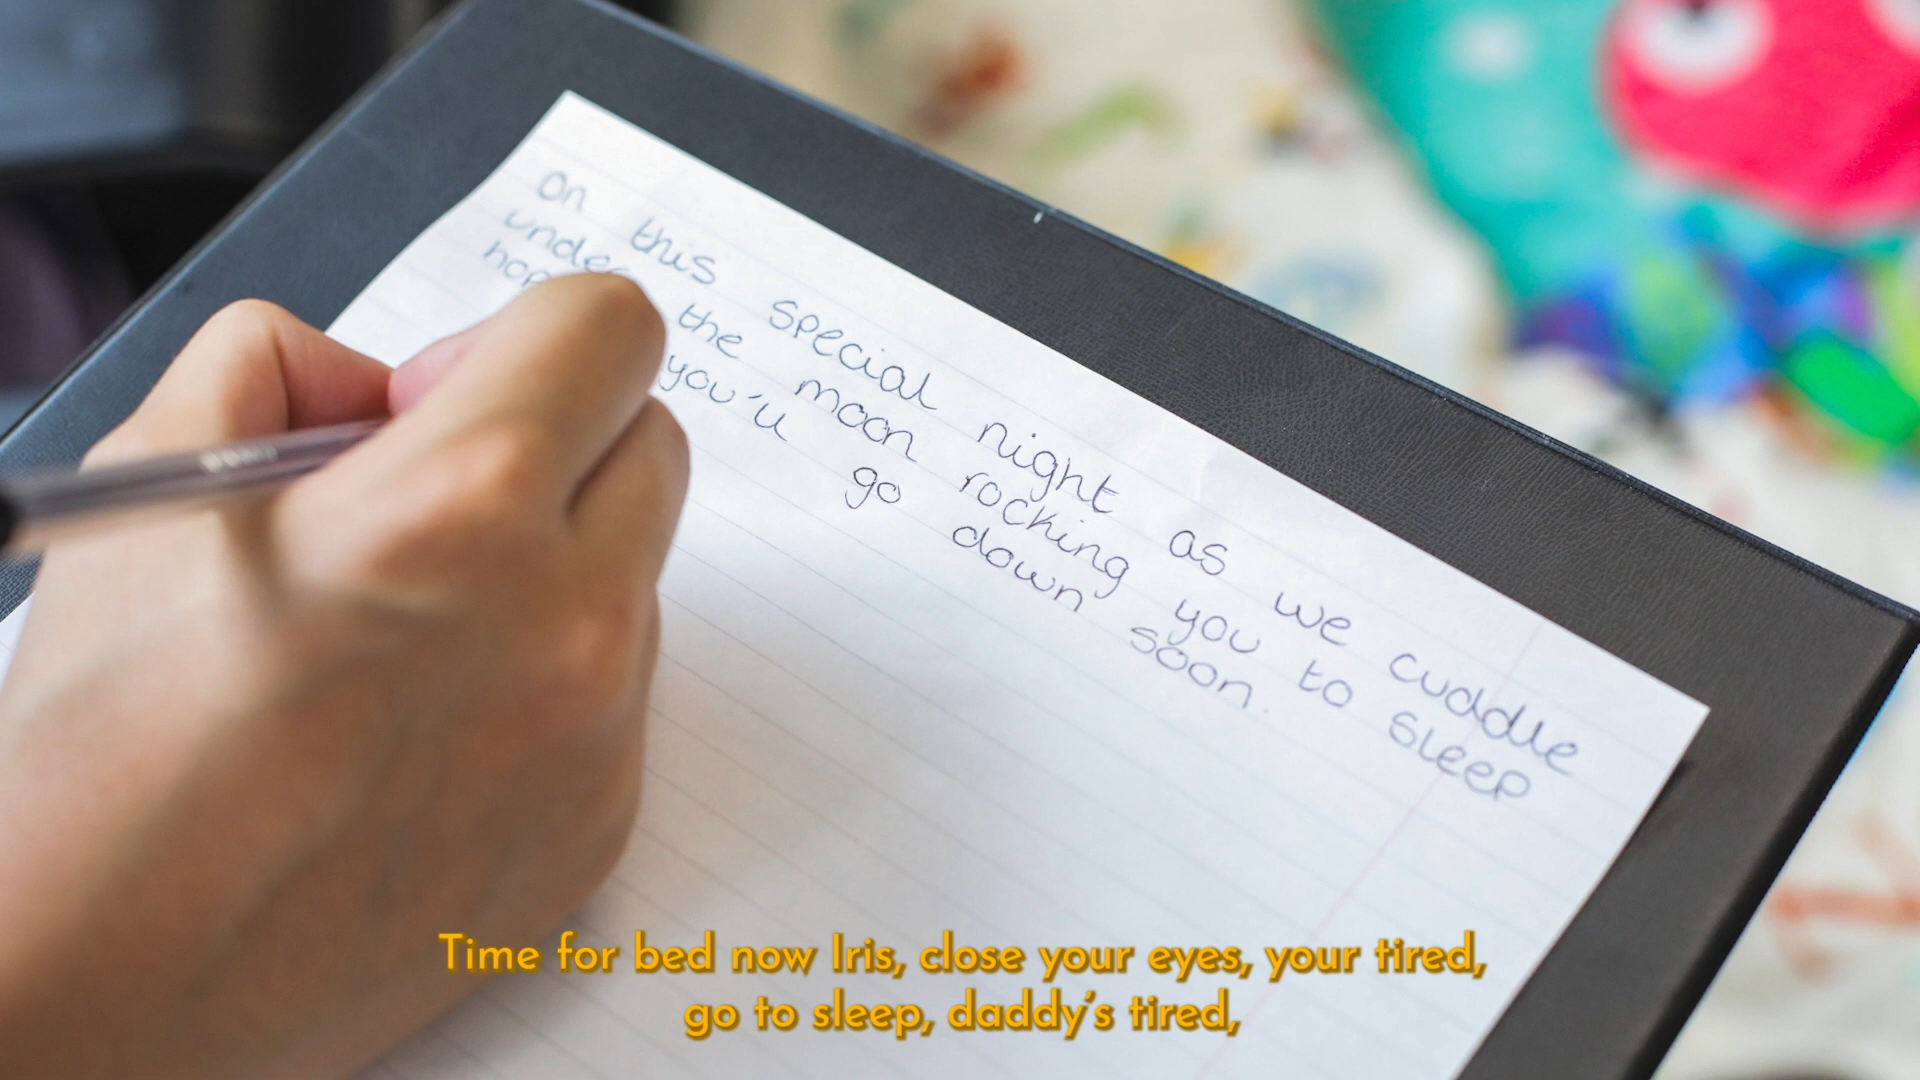 On this special night as we cuddle
under the moon rocking you to sleep
you'll go down soon.
Time for bed now Iris, close your eyes, your tired,
go to sleep, daddy's tired,